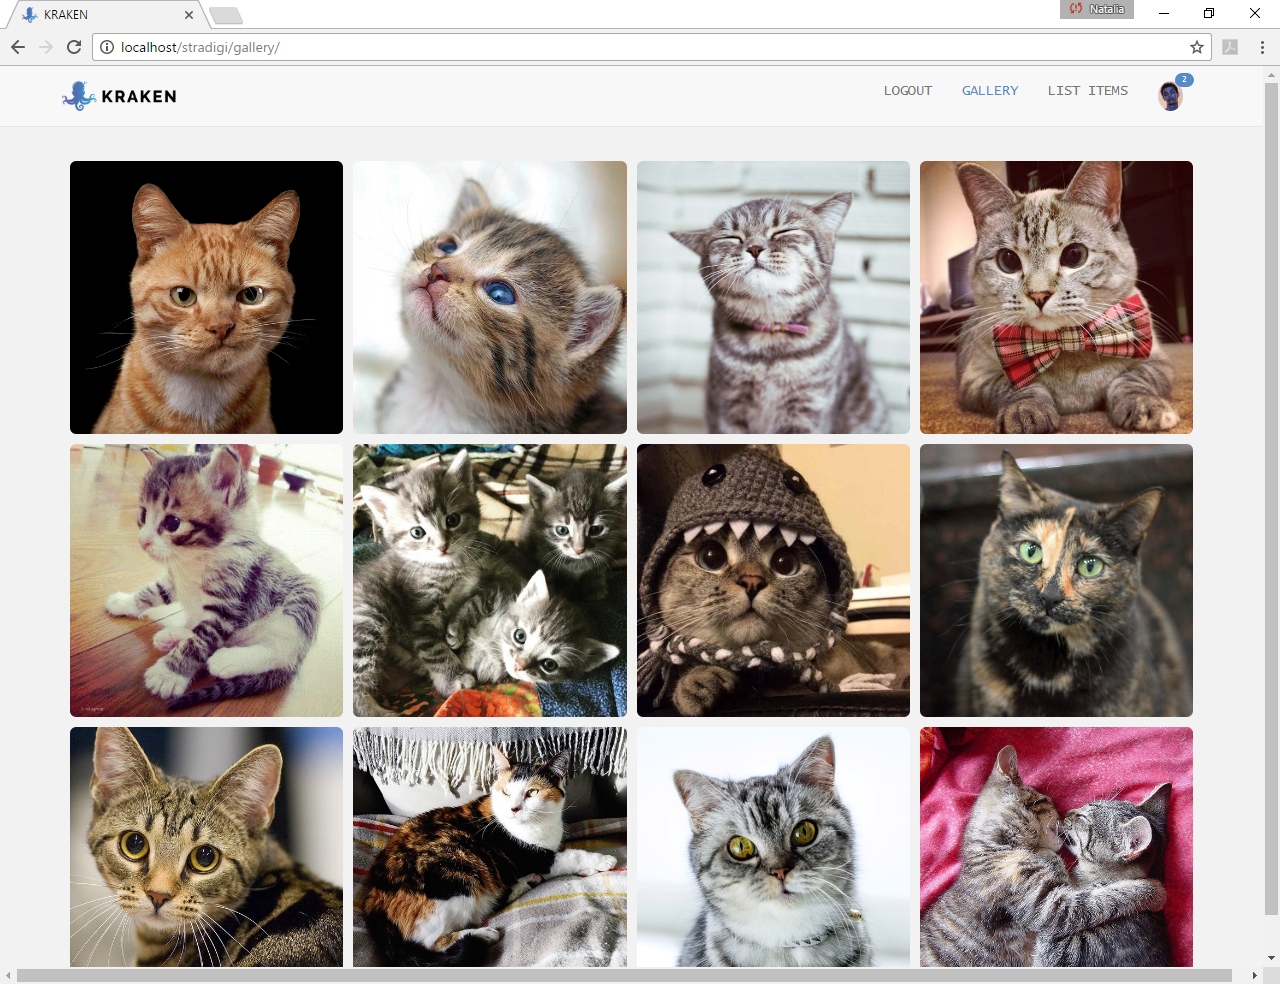 KRAKEN
Natalia
localhost/stradigi/gallery/
KRAKEN
LOGOUT
GALLERY
LIST ITEMS
2